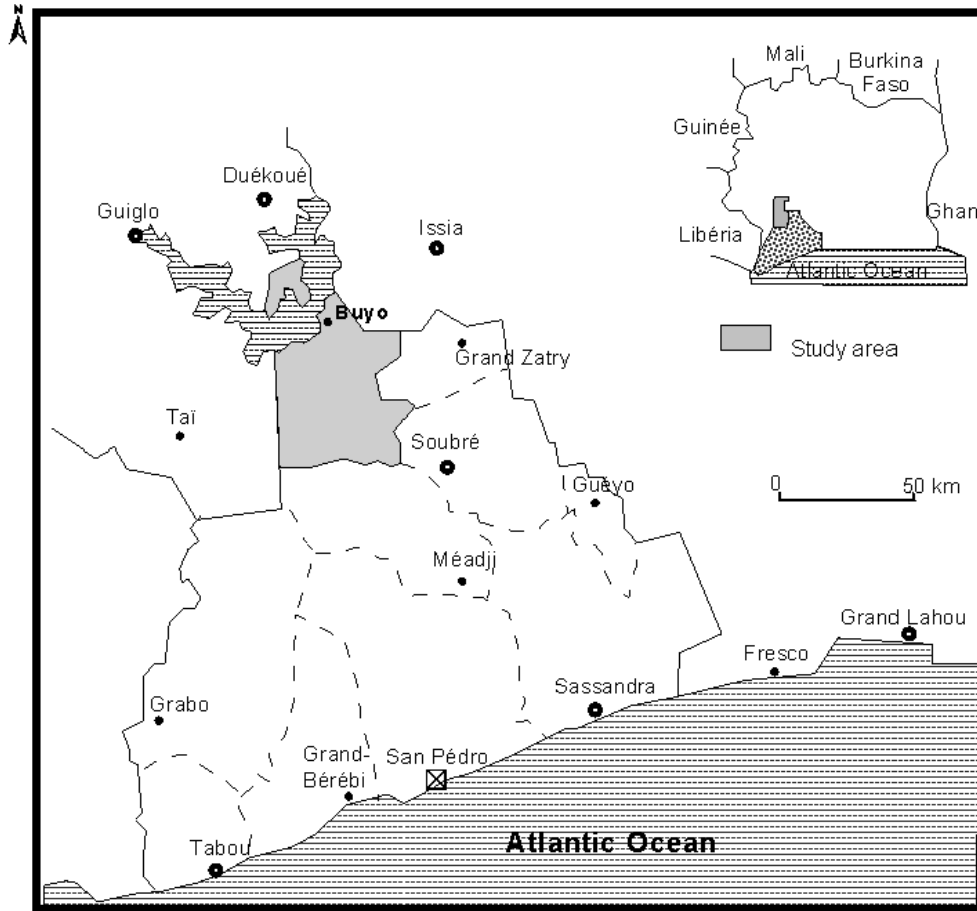 N
Mali
Burkina
Faso
Guinée
Duékoué
Guiglo
Issia
Ghan
Libéria
Atlantic Ocean
Buyo
Grand Zatry
Study area
Taï
Soubré
Guéyo
0 50 km
Méadji
Grand Lahou
Fresco
Sassandra
Grabo
Grand-
Bérébi
San Pédro
Atlantic Ocean
Tabou